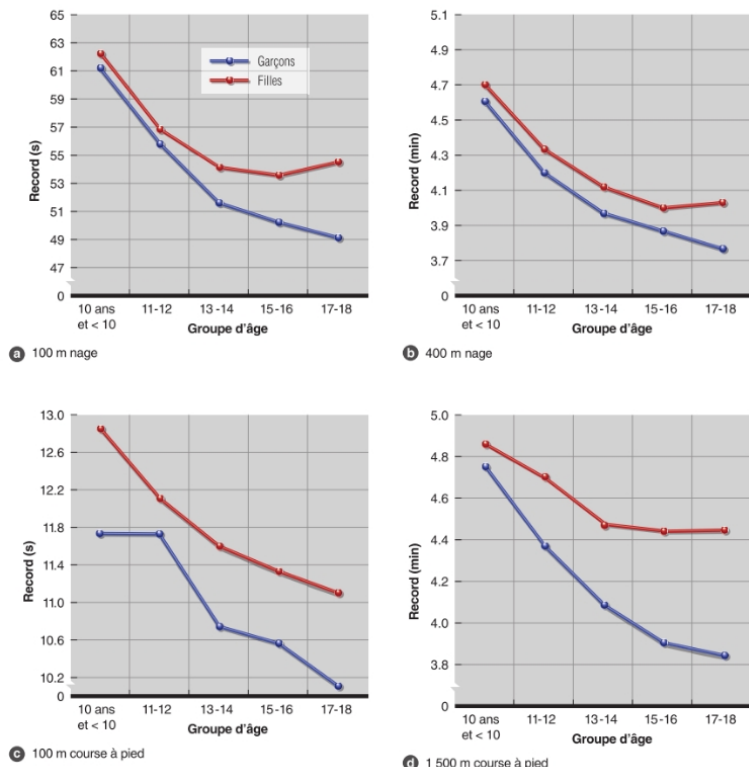 65
63
61
59
57
55
53
51
49
47
0
Record (s)
Garçons
Filles
10 ans et < 10
11-12
13-14
15-16
17-18
Groupe d'âge
a 100 m nage
5.1
4.9
4.7
4.5
4.3
4.1
3.9
3.7
0
Record (min)
10 ans et < 10
11-12
13-14
15-16
17-18
Groupe d'âge
b 400 m nage
13.0
12.6
12.2
11.8
11.4
11.0
10.6
10.2
0
Record (s)
10 ans et < 10
11-12
13-14
15-16
17-18
Groupe d'âge
c 100 m course à pied
5.0
4.8
4.6
4.4
4.2
4.0
3.8
0
Record (min)
10 ans et < 10
11-12
13-14
15-16
17-18
Groupe d'âge
d 1 500 m course à pied